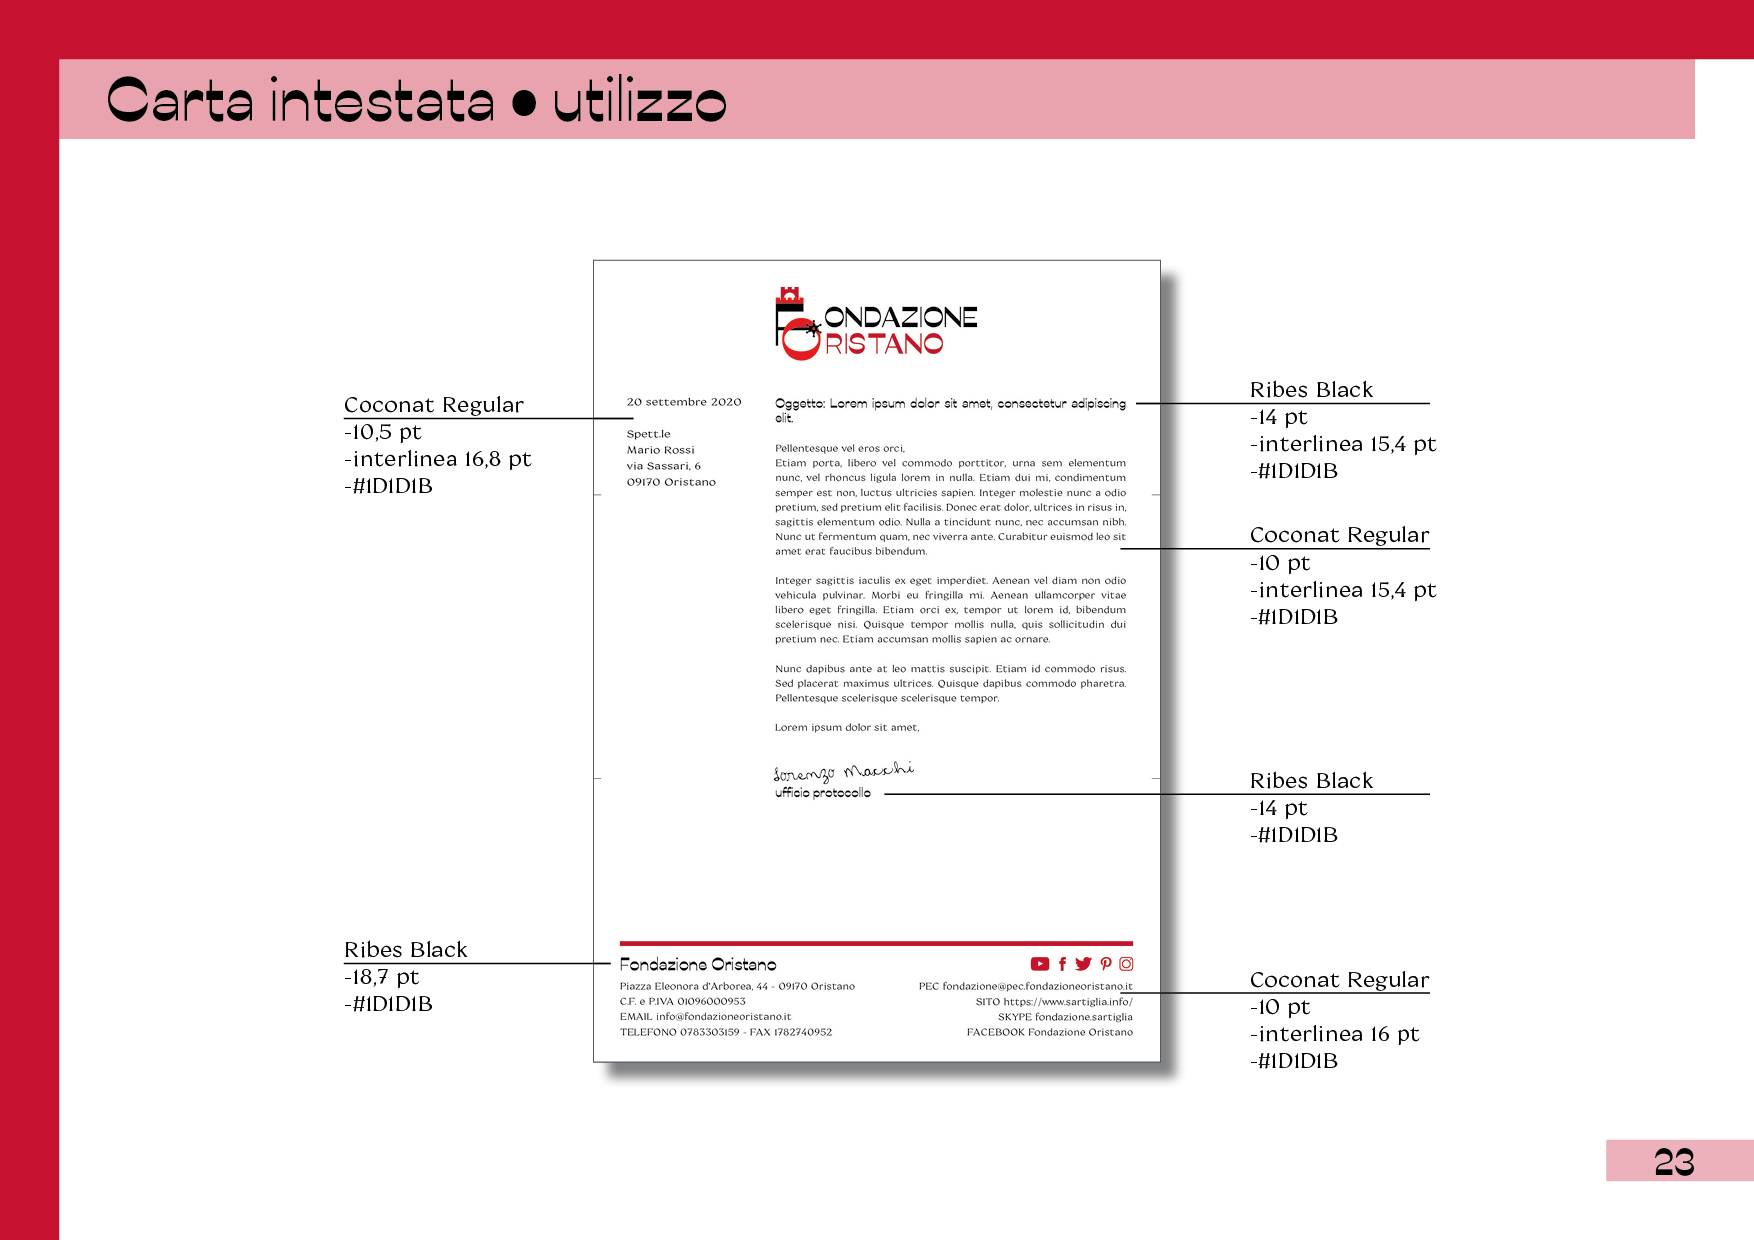 Carta intestata • utilizzo
FONDAZIONE
ORISTANO
Coconat Regular
-10,5 pt
-interlinea 16,8 pt
-#1D1D1B
20 settembre 2020
Spett.le
Mario Rossi
via Sassari, 6
09170 Oristano
Oggetto: Lorem ipsum dolor sit amet, consectetur adipiscing
elit.
Pellentesque vel eros orci,
Etiam porta, libero vel commodo porttitor, urna sem elementum
nunc, vel rhoncus ligula lorem in nulla. Etiam dui mi, condimentum
semper est non, luctus ultricies sapien. Integer molestie nunc a odio
pretium, sed pretium elit facilisis. Donec erat dolor, ultrices in risus in,
sagittis elementum odio. Nulla a tincidunt nunc, nec accumsan nibh.
Nunc ut fermentum quam, nec viverra ante. Curabitur euismod leo sit
amet erat faucibus bibendum.
Integer sagittis iaculis ex eget imperdiet. Aenean vel diam non odio
vehicula pulvinar. Morbi eu fringilla mi. Aenean ullamcorper vitae
libero eget fringilla. Etiam orci ex, tempor ut lorem id, bibendum
scelerisque nisi. Quisque tempor mollis nulla, quis sollicitudin dui
pretium nec. Etiam accumsan mollis sapien ac ornare.
Nunc dapibus ante at leo mattis suscipit. Etiam id commodo risus.
Sed placerat maximus ultrices. Quisque dapibus commodo pharetra.
Pellentesque scelerisque scelerisque tempor.
Lorem ipsum dolor sit amet,
Lorenzo Macchi
ufficio protocollo
Ribes Black
-14 pt
-interlinea 15,4 pt
-#1D1D1B
Coconat Regular
-10 pt
-interlinea 15,4 pt
-#1D1D1B
Ribes Black
-14 pt
-#1D1D1B
Ribes Black
-18,7 pt
-#1D1D1B
Fondazione Oristano
Piazza Eleonora d'Arborea, 44 - 09170 Oristano
C.F. e P.IVA 01096000953
EMAIL info@fondazioneoristano.it
TELEFONO 0783303159 - FAX 1782740952
PEC fondazione@pec.fondazioneoristano.it
SITO https://www.sartiglia.info/
SKYPE fondazione.sartiglia
FACEBOOK Fondazione Oristano
Coconat Regular
-10 pt
-interlinea 16 pt
-#1D1D1B
23